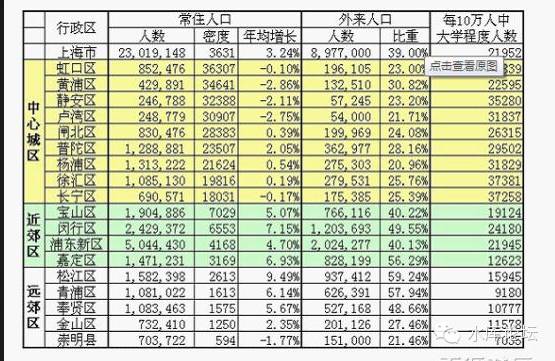 行政区 常住人口 外来人口 每10万人中
人数 密度 年均增长 人数 比重 大学程度人数
上海市 23,019,148 3631 3.24% 8,977,000 39.00% 21952
点击查看原图
中心城区
虹口区 852,476 36307 -0.10% 196,105 23.00%
黄浦区 429,891 34641 -2.86% 132,510 30.82% 22595
静安区 246,788 32388 -2.11% 57,245 23.20% 35280
卢湾区 248,779 30907 -2.75% 54,008 21.71% 31837
闸北区 830,476 28383 0.39% 199,969 24.08% 26315
普陀区 1,288,881 23507 2.05% 362,977 28.16% 29502
杨浦区 1,313,222 21624 0.54% 275,303 20.96% 31829
徐汇区 1,085,130 19816 0.19% 279,531 25.76% 37381
长宁区 690,571 18031 -0.17% 175,385 25.39% 37258
近郊区
宝山区 1,904,886 7029 5.07% 766,116 40.22% 19124
闵行区 2,429,372 6553 7.15% 1,203,693 49.55% 24180
浦东新区 5,044,430 4168 4.70% 2,024,277 40.13% 21945
嘉定区 1,471,231 3169 6.93% 828,199 56.29% 12623
远郊区
松江区 1,582,398 2613 9.49% 937,412 59.24% 15945
青浦区 1,081,022 1613 6.14% 626,391 57.94% 9180
奉贤区 1,083,463 1575 5.67% 527,168 48.66% 10777
金山区 732,410 1250 2.35% 201,126 27.46% 11578
崇明县 703,722 594 -1.77% 151,000 21.46% 7035